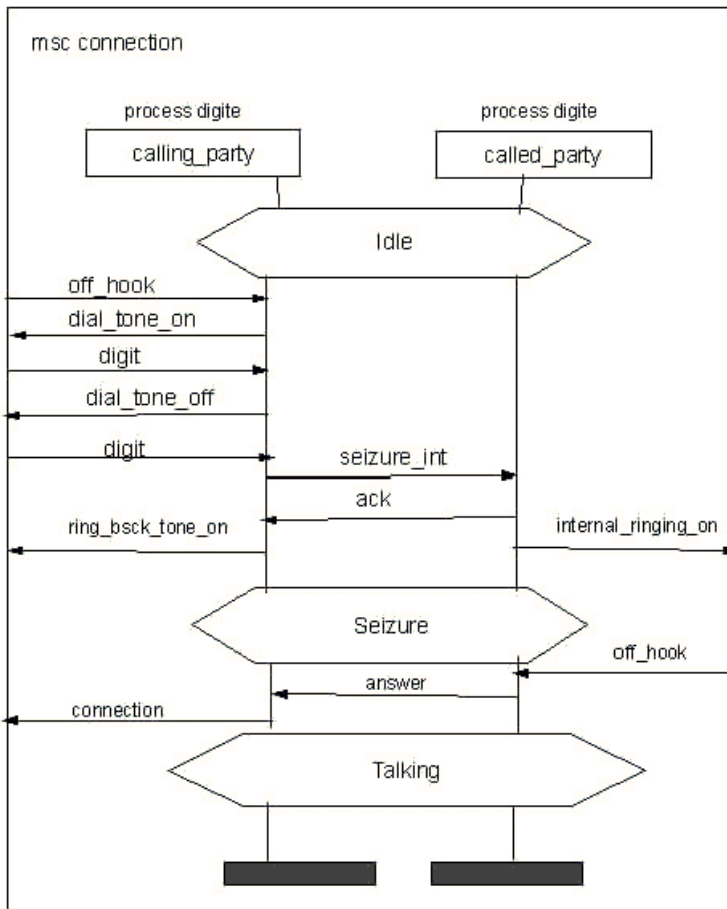 msc connection
process digite
process digite
calling_party
called_party
Idle
off_hook
dial_tone_on
digit
dial_tone_off
digit
seizure_int
ack
ring_bsck_tone_on
internal_ringing_on
Seizure
off_hook
answer
connection
Talking